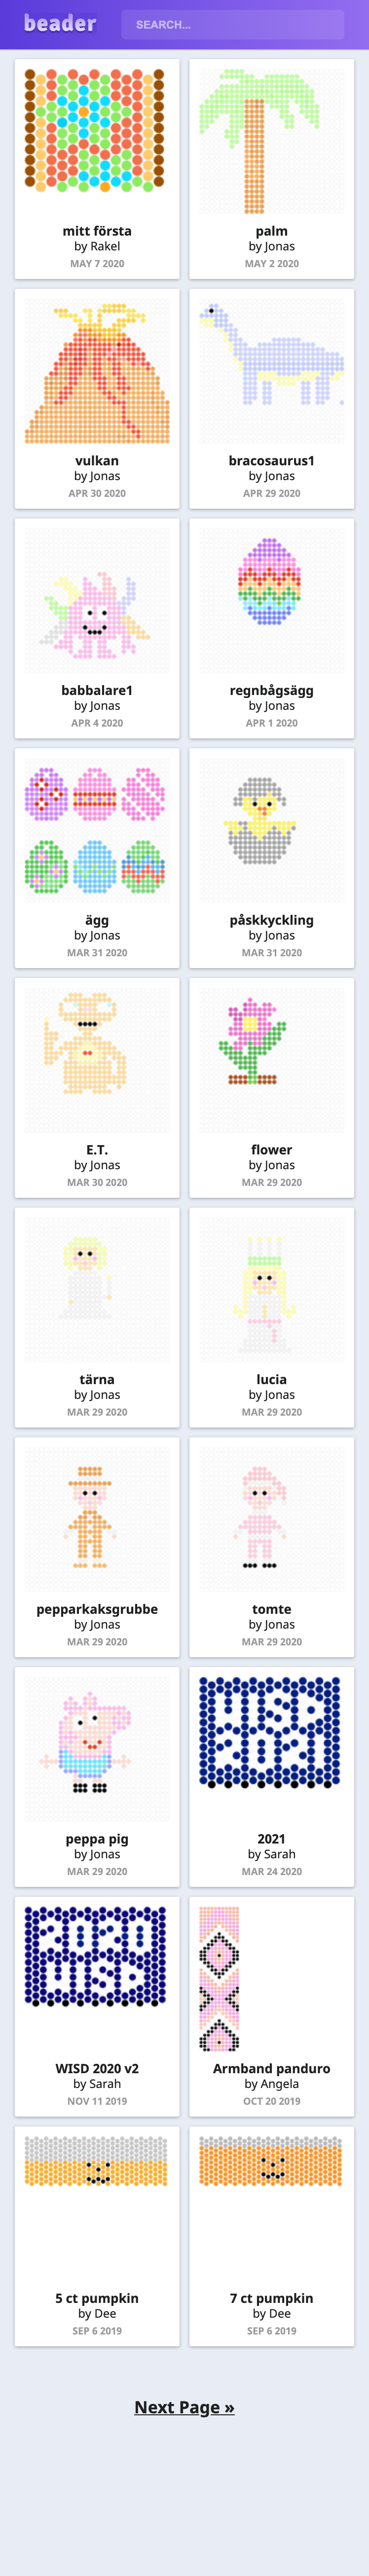 beader
SEARCH...
mitt första
by Rakel
MAY 7 2020
palm
by Jonas
MAY 2 2020
vulkan
by Jonas
APR 30 2020
bracosaurus1
by Jonas
APR 29 2020
babbalare1
by Jonas
APR 4 2020
regnbågsägg
by Jonas
APR 1 2020
ägg
by Jonas
MAR 31 2020
påskkyckling
by Jonas
MAR 31 2020
E.T.
by Jonas
MAR 30 2020
flower
by Jonas
MAR 29 2020
tärna
by Jonas
MAR 29 2020
lucia
by Jonas
MAR 29 2020
pepparkaksgrubbe
by Jonas
MAR 29 2020
tomte
by Jonas
MAR 29 2020
peppa pig
by Jonas
MAR 29 2020
2021
by Sarah
MAR 24 2020
WISD 2020 v2
by Sarah
NOV 11 2019
Armband panduro
by Angela
OCT 20 2019
5 ct pumpkin
by Dee
SEP 6 2019
7 ct pumpkin
by Dee
SEP 6 2019
Next Page »